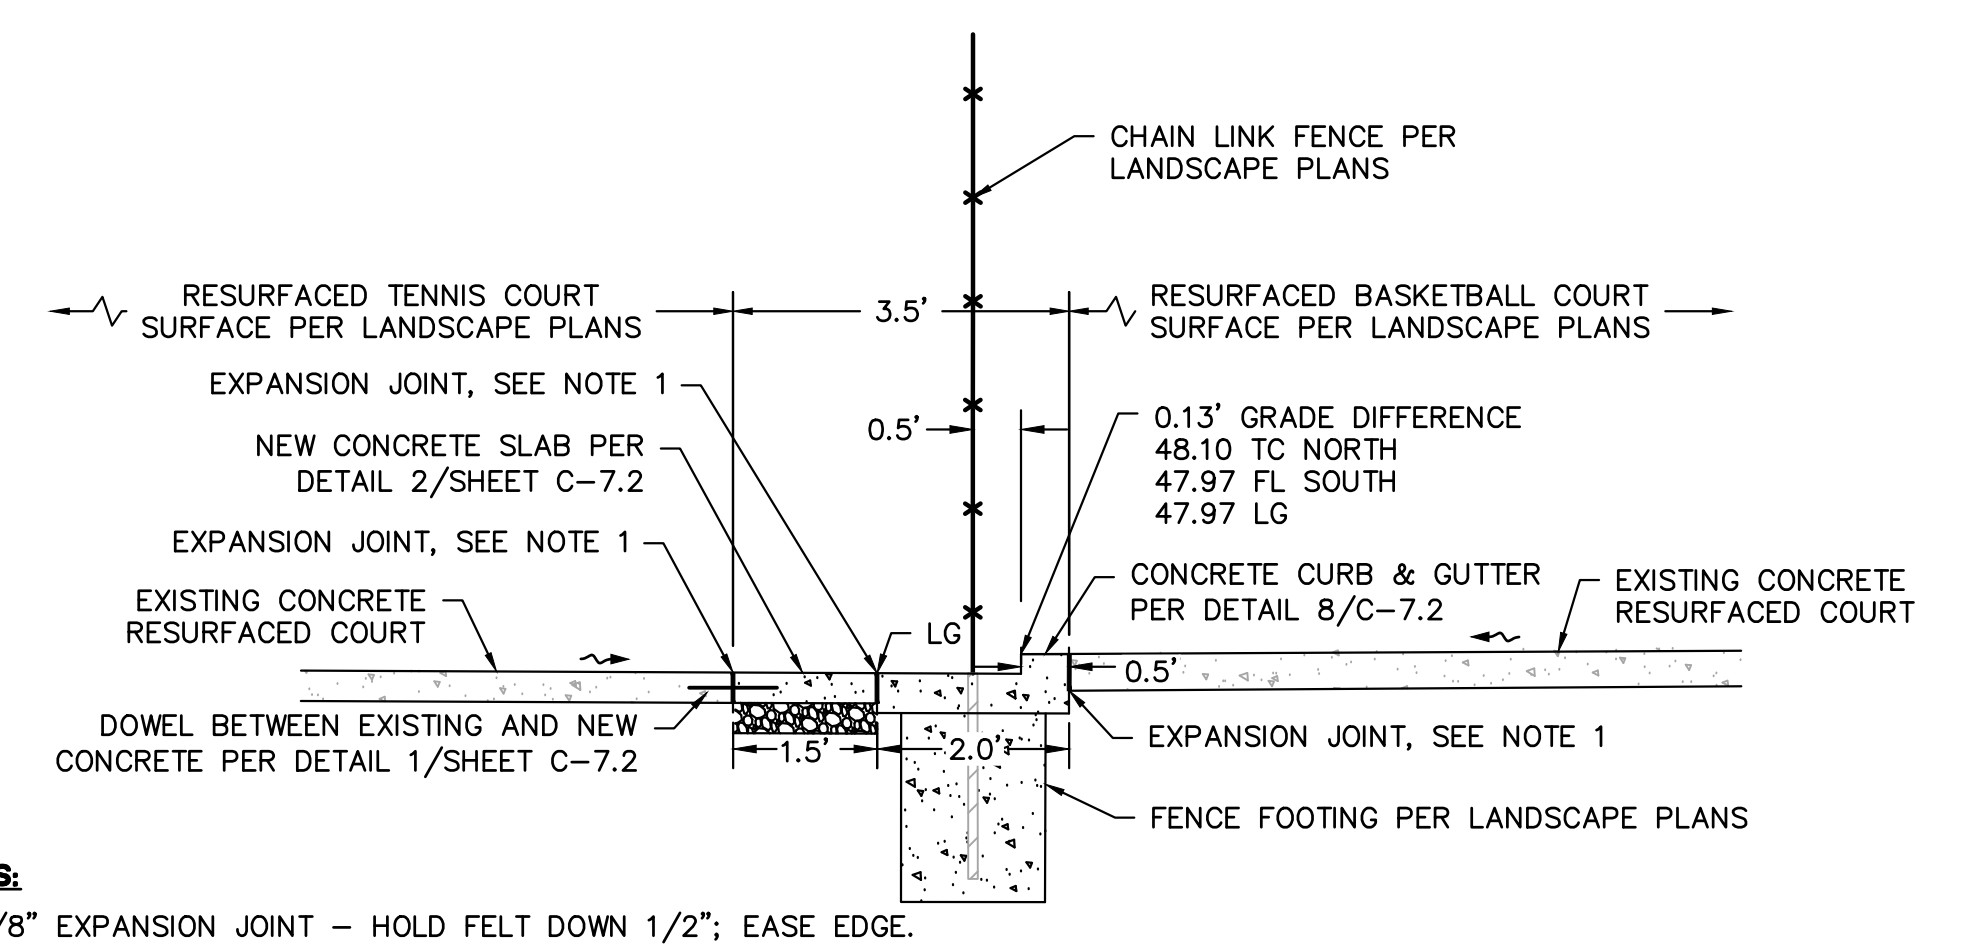 CHAIN LINK FENCE PER
LANDSCAPE PLANS
RESURFACED TENNIS COURT
SURFACE PER LANDSCAPE PLANS
3.5'
RESURFACED BASKETBALL COURT
SURFACE PER LANDSCAPE PLANS
EXPANSION JOINT, SEE NOTE 1
0.5'
0.13' GRADE DIFFERENCE
48.10 TC NORTH
47.97 FL SOUTH
47.97 LG
NEW CONCRETE SLAB PER
DETAIL 2/SHEET C-7.2
EXPANSION JOINT, SEE NOTE 1
CONCRETE CURB & GUTTER
PER DETAIL 8/C-7.2
EXISTING CONCRETE
RESURFACED COURT
EXISTING CONCRETE
RESURFACED COURT
LG
0.5'
DOWEL BETWEEN EXISTING AND NEW
CONCRETE PER DETAIL 1/SHEET C-7.2
1.5'
2.0'
EXPANSION JOINT, SEE NOTE 1
FENCE FOOTING PER LANDSCAPE PLANS
S:
/8" EXPANSION JOINT – HOLD FELT DOWN 1/2"; EASE EDGE.